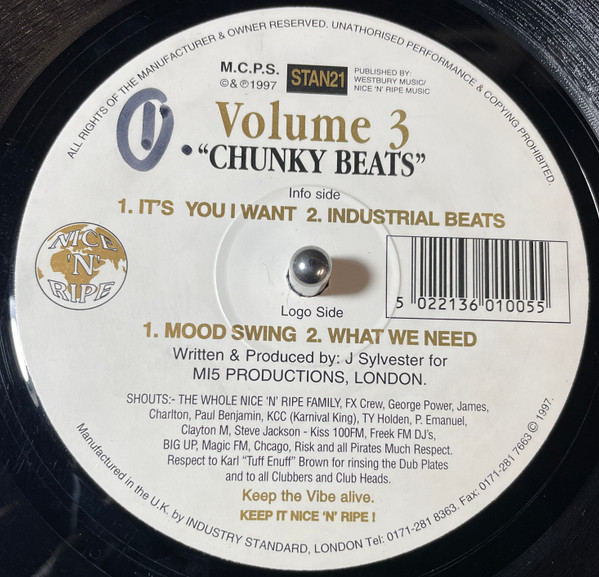 ALL RIGHTS OF THE MANUFACTURER & OWNER RESERVED. UNATHORISED PERFORMANCE & COPYING PROHIBITED.
M.C.P.S.
©&℗1997
STAN21
PUBLISHED BY:
WESTBURY MUSIC/
NICE 'N' RIPE MUSIC
Volume 3
"CHUNKY BEATS"
Info side
1. IT'S YOU I WANT 2. INDUSTRIAL BEATS
NICE
'N'
RIPE
5 022136 010055
Logo Side
1. MOOD SWING 2. WHAT WE NEED
Written & Produced by: J Sylvester for
MI5 PRODUCTIONS, LONDON.
SHOUTS:- THE WHOLE NICE 'N' RIPE FAMILY, FX Crew, George Power, James,
Charlton, Paul Benjamin, KCC (Karnival King), TY Holden, P. Emanuel,
Clayton M, Steve Jackson - Kiss 100FM, Freek FM DJ's,
BIG UP, Magic FM, Chcago, Risk and all Pirates Much Respect.
Respect to Karl "Tuff Enuff" Brown for rinsing the Dub Plates
and to all Clubbers and Club Heads.
Keep the Vibe alive.
KEEP IT NICE 'N' RIPE !
Manufactured in the U.K. by INDUSTRY STANDARD, LONDON Tel: 0171-281 8363. Fax: 0171-281 7663 © 1997.